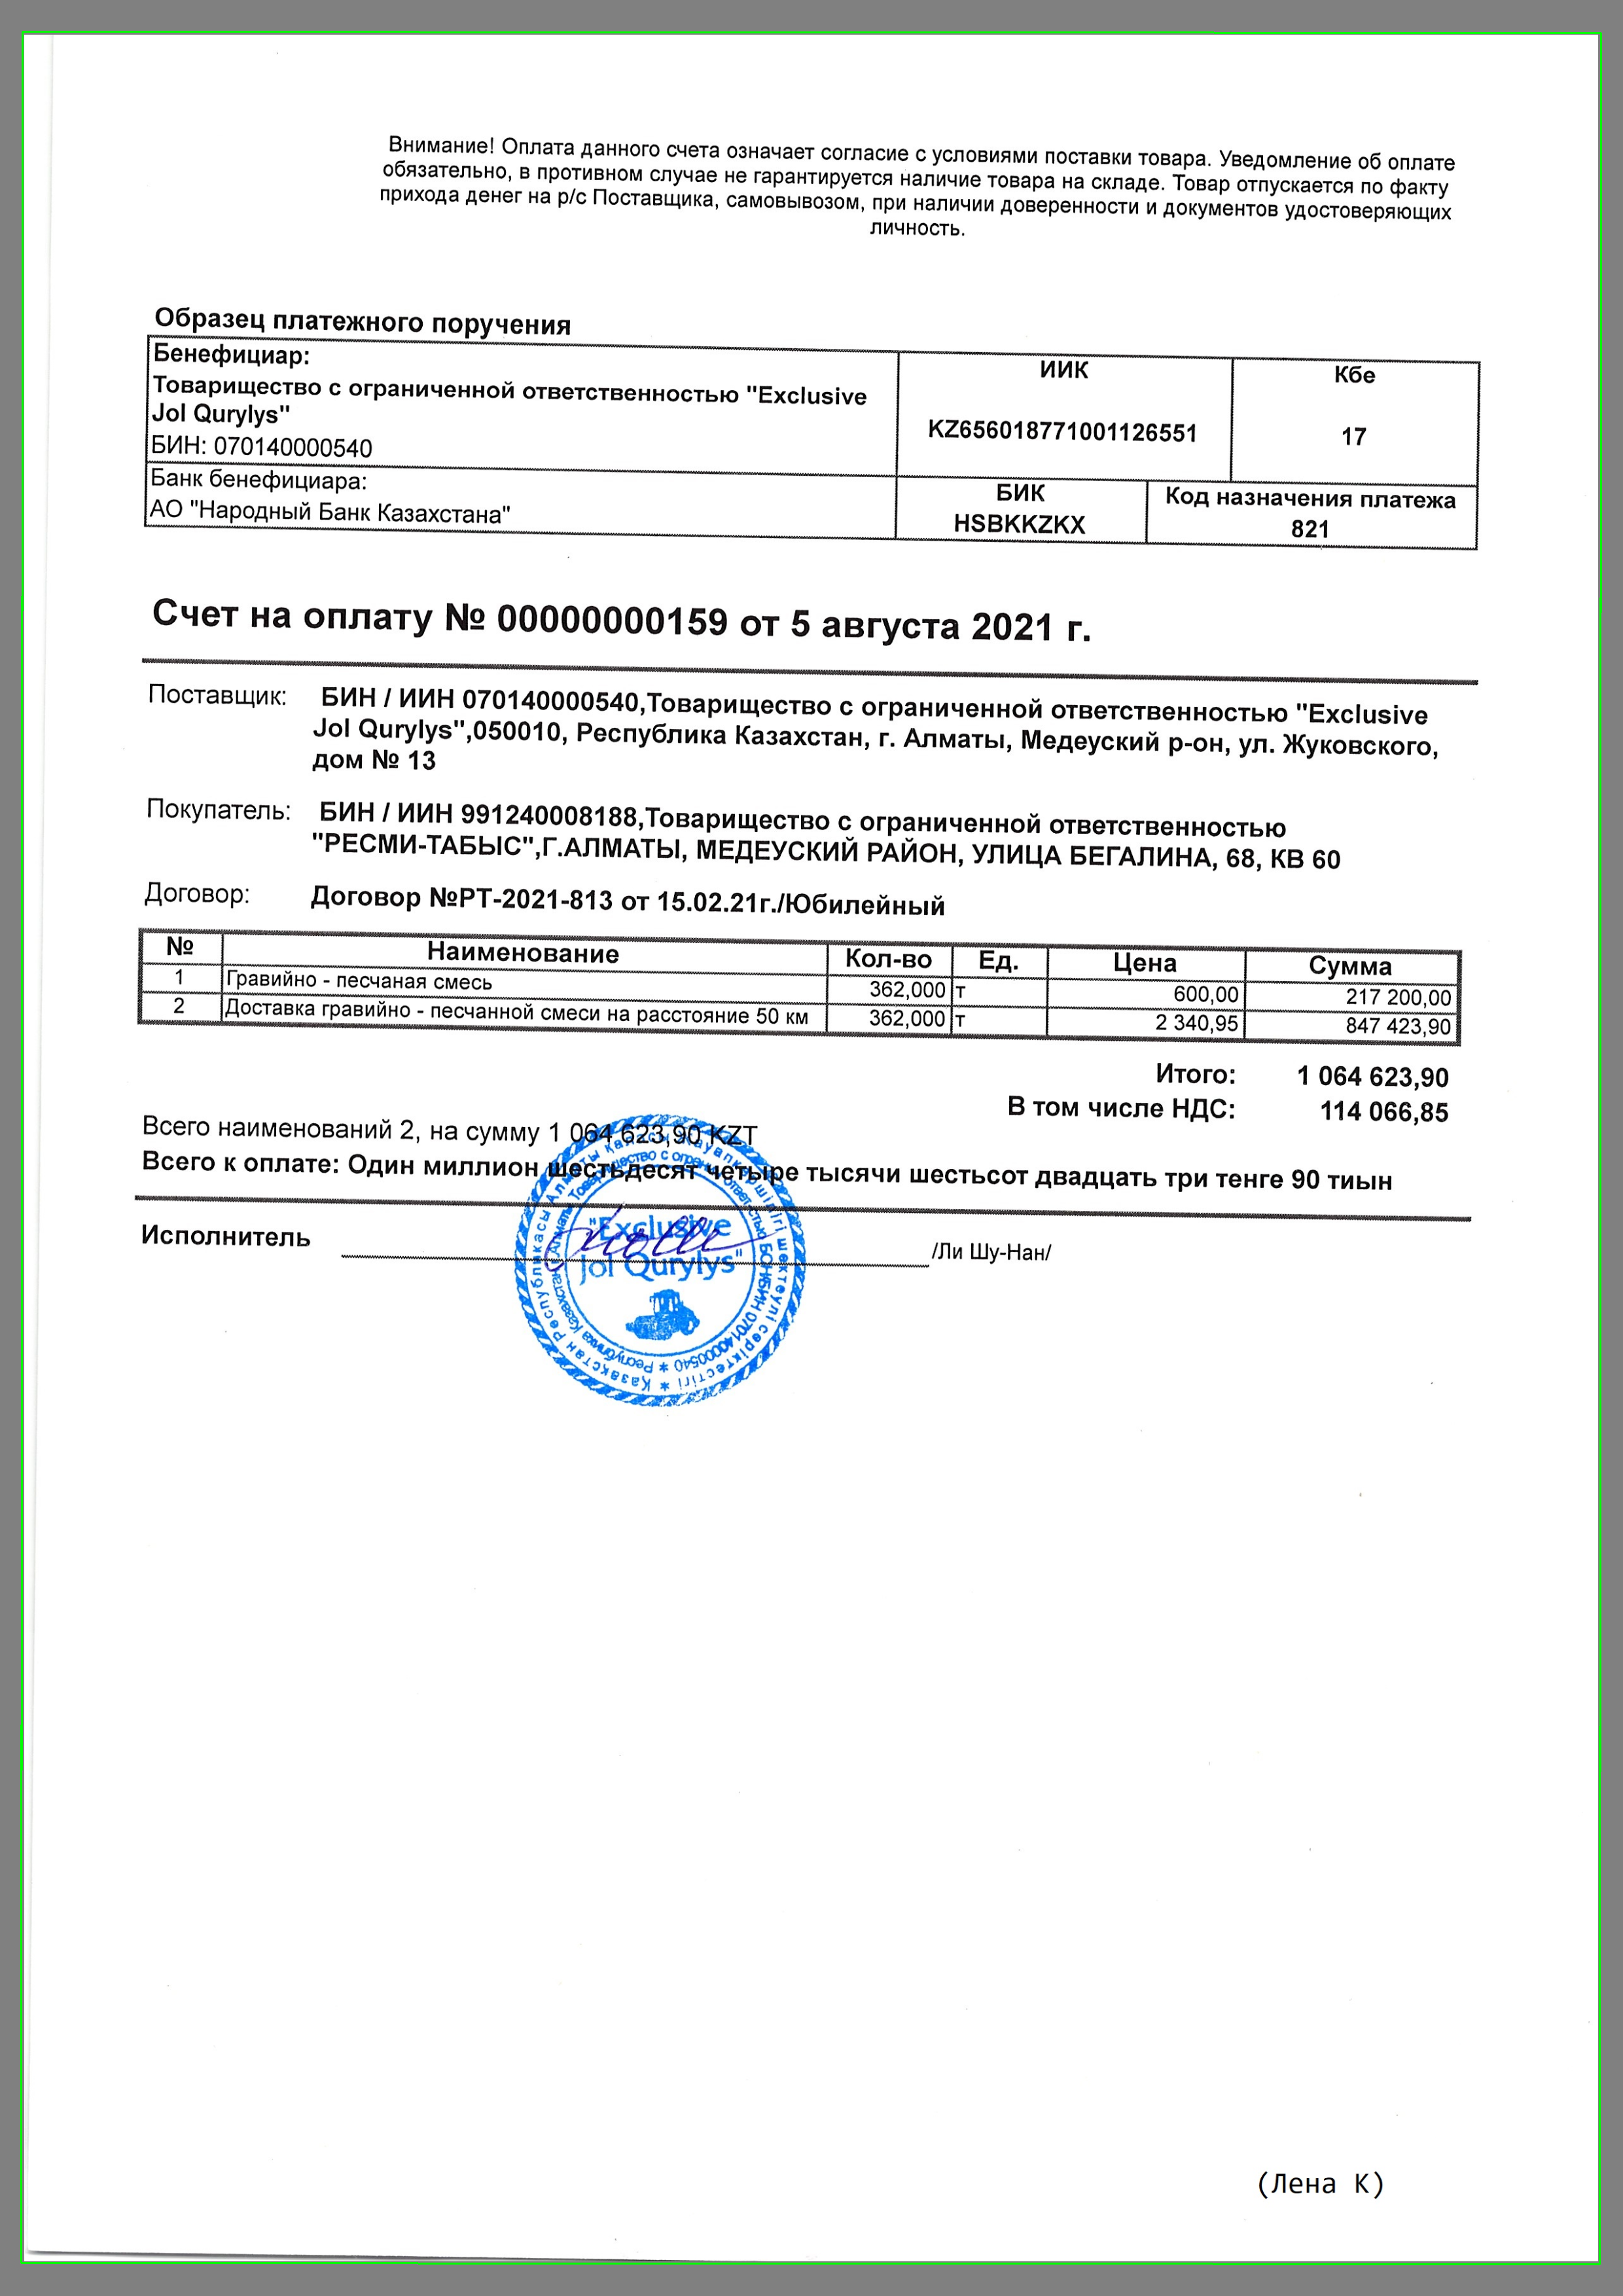 Внимание! Оплата данного счета означает согласие с условиями поставки товара. Уведомление об оплате
обязательно, в противном случае не гарантируется наличие товара на складе. Товар отпускается по факту
прихода денег на р/с Поставщика, самовывозом, при наличии доверенности и документов удостоверяющих
личность.
Образец платежного поручения
Бенефициар:
Товарищество с ограниченной ответственностью "Exclusive
Jol Qurylys"
БИН: 070140000540
ИИК
KZ656018771001126551
Кбе
17
Банк бенефициара:
АО "Народный Банк Казахстана"
БИК
HSBKKZKX
Код назначения платежа
821
Счет на оплату № 00000000159 от 5 августа 2021 г.
Поставщик: БИН / ИИН 070140000540,Товарищество с ограниченной ответственностью "Exclusive
Jol Qurylys",050010, Республика Казахстан, г. Алматы, Медеуский р-он, ул. Жуковского,
дом № 13
Покупатель: БИН / ИИН 991240008188,Товарищество с ограниченной ответственностью
"РЕСМИ-ТАБЫС",Г.АЛМАТЫ, МЕДЕУСКИЙ РАЙОН, УЛИЦА БЕГАЛИНА, 68, КВ 60
Договор: Договор №РТ-2021-813 от 15.02.21г./Юбилейный
№ Наименование Кол-во Ед. Цена Сумма
1 Гравийно - песчаная смесь 362,000 т 600,00 217 200,00
2 Доставка гравийно - песчанной смеси на расстояние 50 км 362,000 т 2 340,95 847 423,90
Итого: 1 064 623,90
В том числе НДС: 114 066,85
Всего наименований 2, на сумму 1 064 623,90 KZT
Всего к оплате: Один миллион шестьдесят четыре тысячи шестьсот двадцать три тенге 90 тиын
Исполнитель /Ли Шу-Нан/
"Exclusive
Jol Qurylys"
Қазақстан Республикасы Алматы қаласы жауапкершілігі шектеулі серіктестігі
Республика Казахстан г.Алматы Товарищество с огранич. БИН 070140000540
(Лена К)